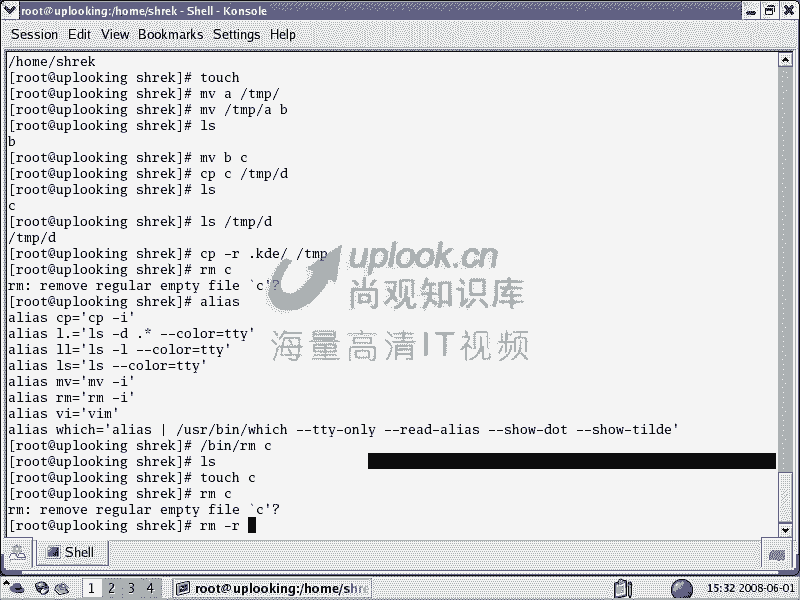 root@uplooking:/home/shrek - Shell - Konsole
Session Edit View Bookmarks Settings Help
/home/shrek
[root@uplooking shrek]# touch
[root@uplooking shrek]# mv a /tmp/
[root@uplooking shrek]# mv /tmp/a b
[root@uplooking shrek]# ls
b
[root@uplooking shrek]# mv b c
[root@uplooking shrek]# cp c /tmp/d
[root@uplooking shrek]# ls
c
[root@uplooking shrek]# ls /tmp/d
/tmp/d
[root@uplooking shrek]# cp -r .kde/ /tmp
[root@uplooking shrek]# rm c
rm: remove regular empty file `c'?
[root@uplooking shrek]# alias
alias cp='cp -i'
alias l.='ls -d .* --color=tty'
alias ll='ls -l --color=tty'
alias ls='ls --color=tty'
alias mv='mv -i'
alias rm='rm -i'
alias vi='vim'
alias which='alias | /usr/bin/which --tty-only --read-alias --show-dot --show-tilde'
[root@uplooking shrek]# /bin/rm c
[root@uplooking shrek]# ls
[root@uplooking shrek]# touch c
[root@uplooking shrek]# rm c
rm: remove regular empty file `c'?
[root@uplooking shrek]# rm -r
uplook.cn
尚观知识库
海量高清IT视频
Shell
1 2 3 4 root@uplooking:/home/shre 15:32 2008-06-01